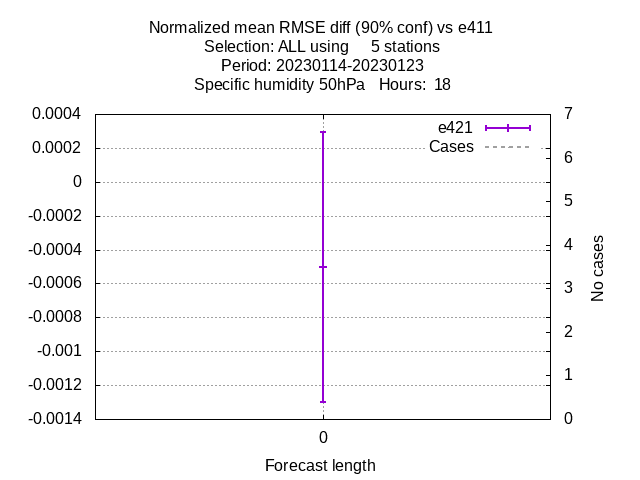 Normalized mean RMSE diff (90% conf) vs e411
Selection: ALL using     5 stations
Period: 20230114-20230123
Specific humidity 50hPa   Hours:  18
0.0004
0.0002
0
-0.0002
-0.0004
-0.0006
-0.0008
-0.001
-0.0012
-0.0014
e421
Cases
7
6
5
4
3
2
1
0
No cases
0
Forecast length